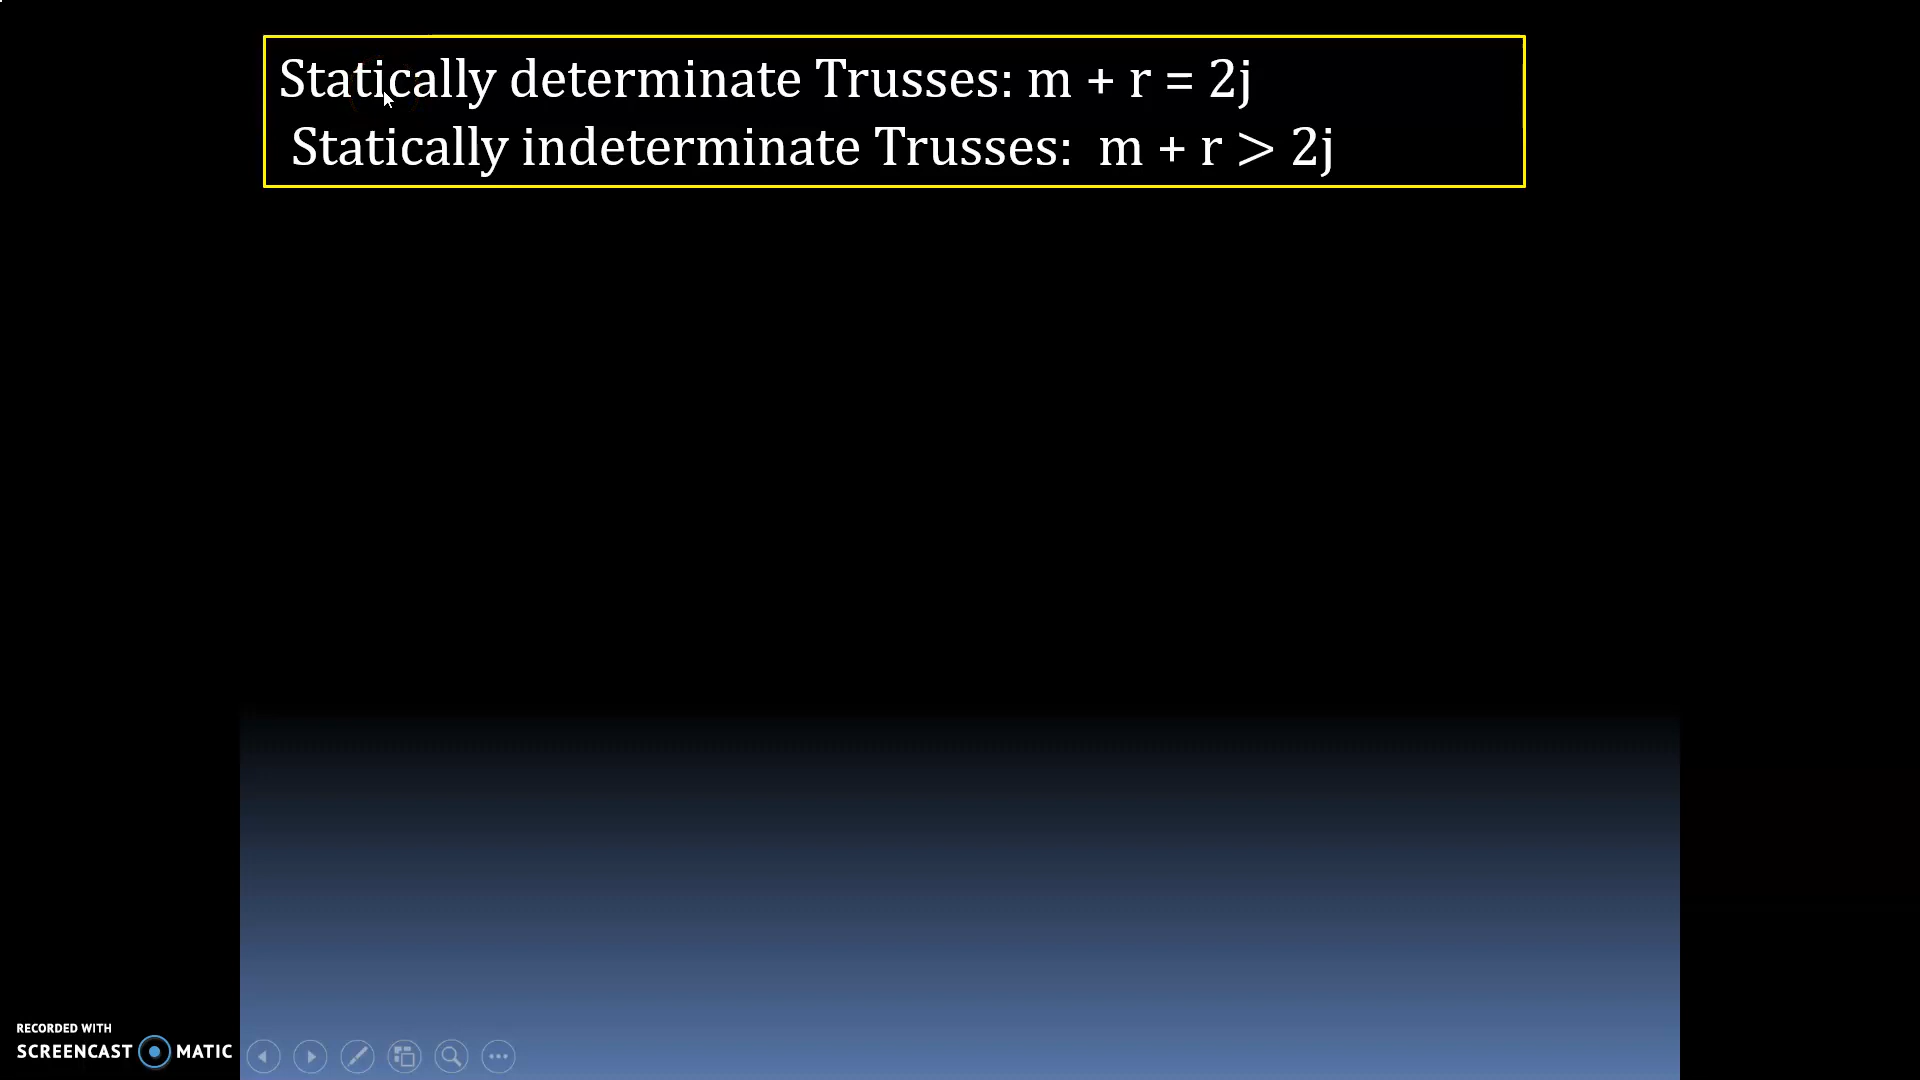 Statically determinate Trusses: m + r = 2j
Statically indeterminate Trusses: m + r > 2j
RECORDED WITH
SCREENCAST MATIC